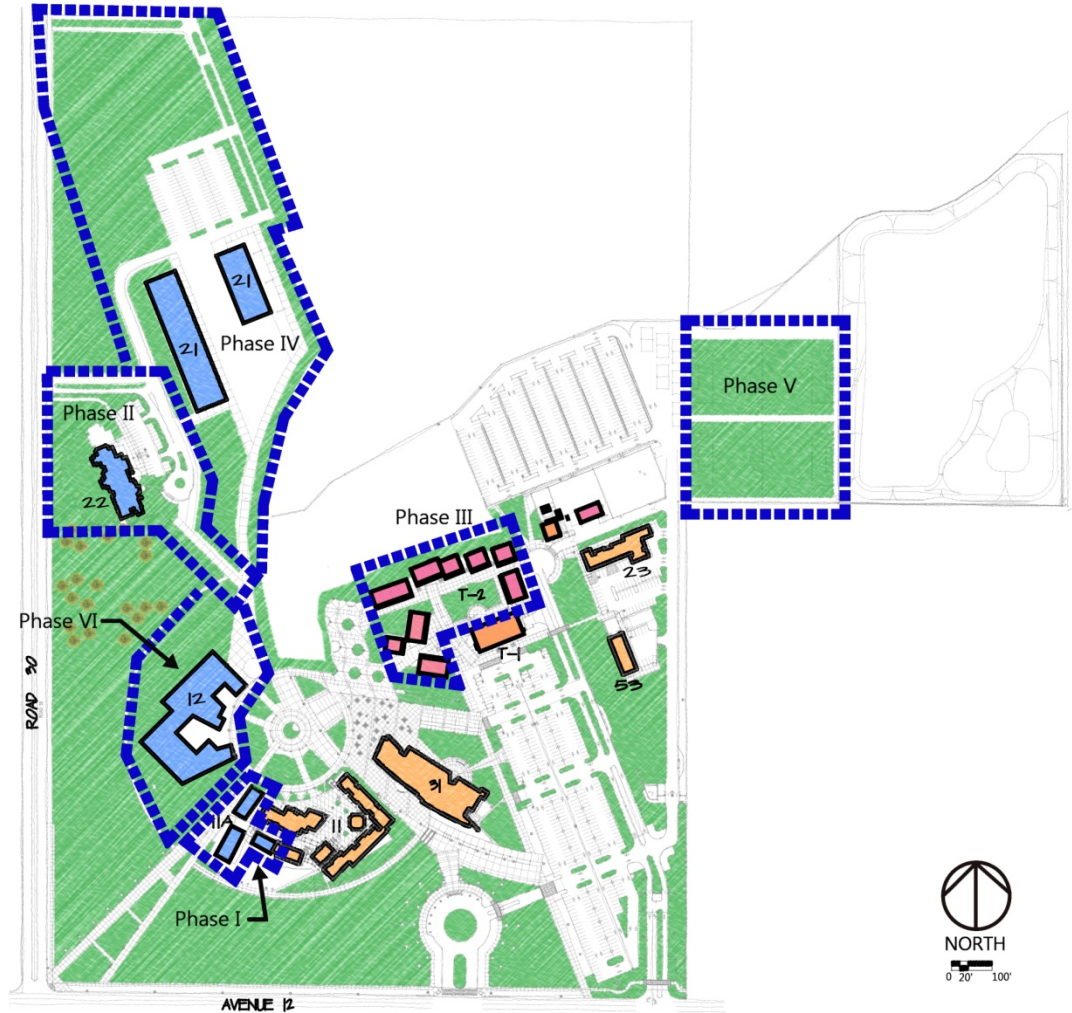 21
21
Phase IV
Phase V
Phase II
22
Phase III
23
T-2
Phase VI
T-1
53
ROAD 30
12
31
11A
11
Phase I
NORTH
0 20' 100'
AVENUE 12